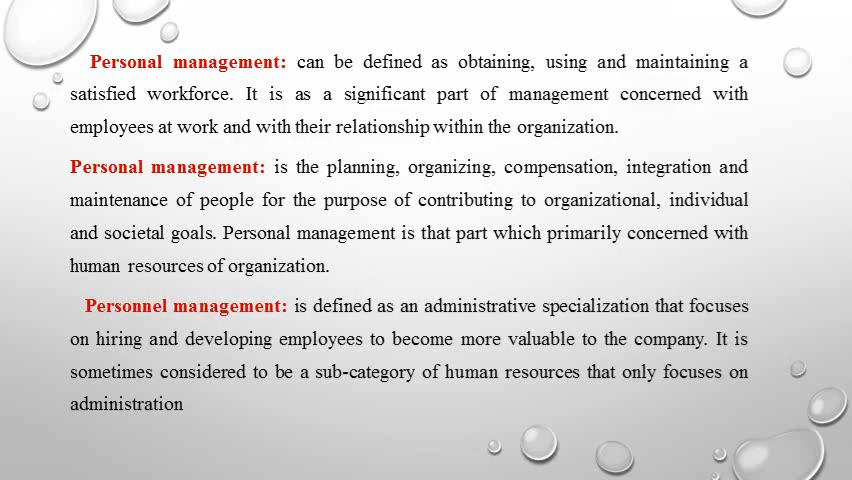 Personal management: can be defined as obtaining, using and maintaining a
satisfied workforce. It is as a significant part of management concerned with
employees at work and with their relationship within the organization.
Personal management: is the planning, organizing, compensation, integration and
maintenance of people for the purpose of contributing to organizational, individual
and societal goals. Personal management is that part which primarily concerned with
human resources of organization.
Personnel management: is defined as an administrative specialization that focuses
on hiring and developing employees to become more valuable to the company. It is
sometimes considered to be a sub-category of human resources that only focuses on
administration